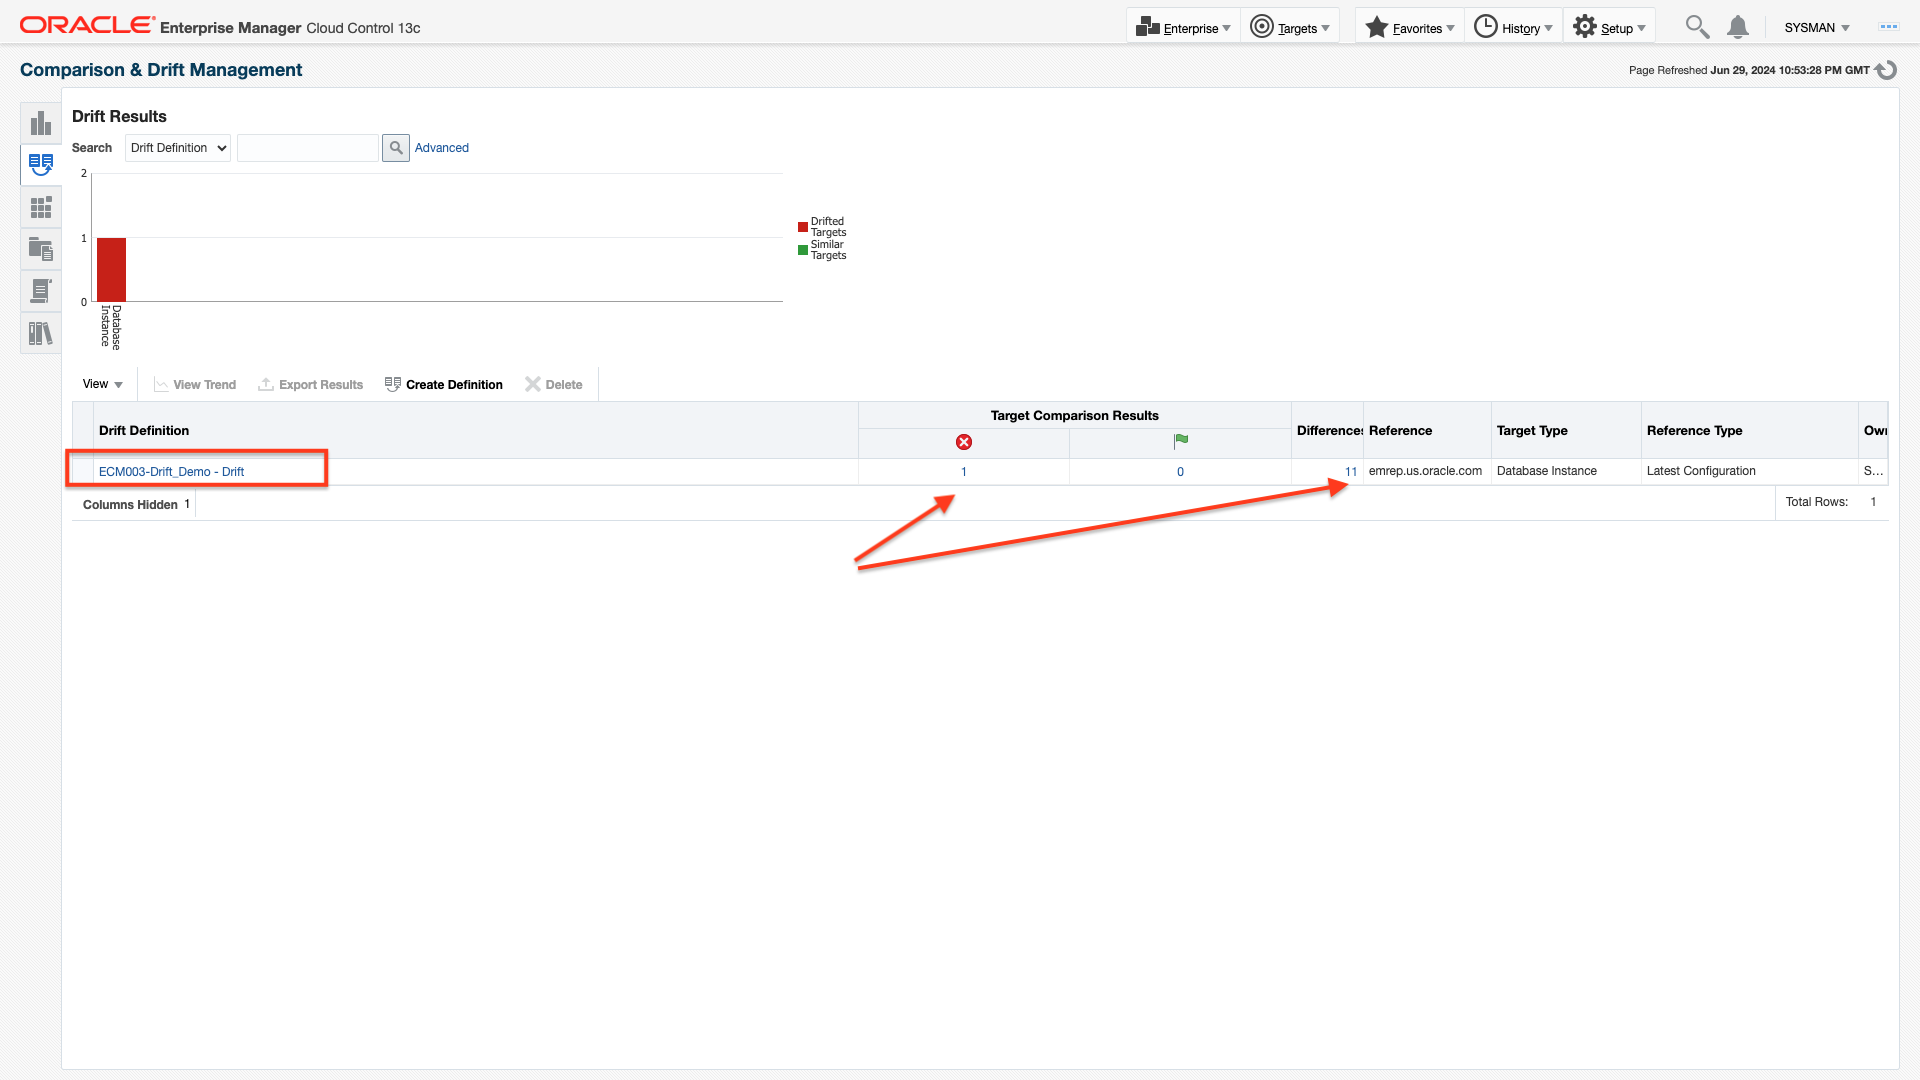 ORACLE Enterprise Manager Cloud Control 13c
Enterprise
Targets
Favorites
History
Setup
SYSMAN
Comparison & Drift Management
Page Refreshed Jun 29, 2024 10:53:28 PM GMT
Drift Results
Search
Drift Definition
Advanced
2
1
0
Database
Instance
Drifted
Targets
Similar
Targets
View
View Trend
Export Results
Create Definition
Delete
Drift Definition
Target Comparison Results
Differences
Reference
Target Type
Reference Type
Own
ECM003-Drift_Demo - Drift
1
0
11
emrep.us.oracle.com
Database Instance
Latest Configuration
S...
Columns Hidden 1
Total Rows: 1